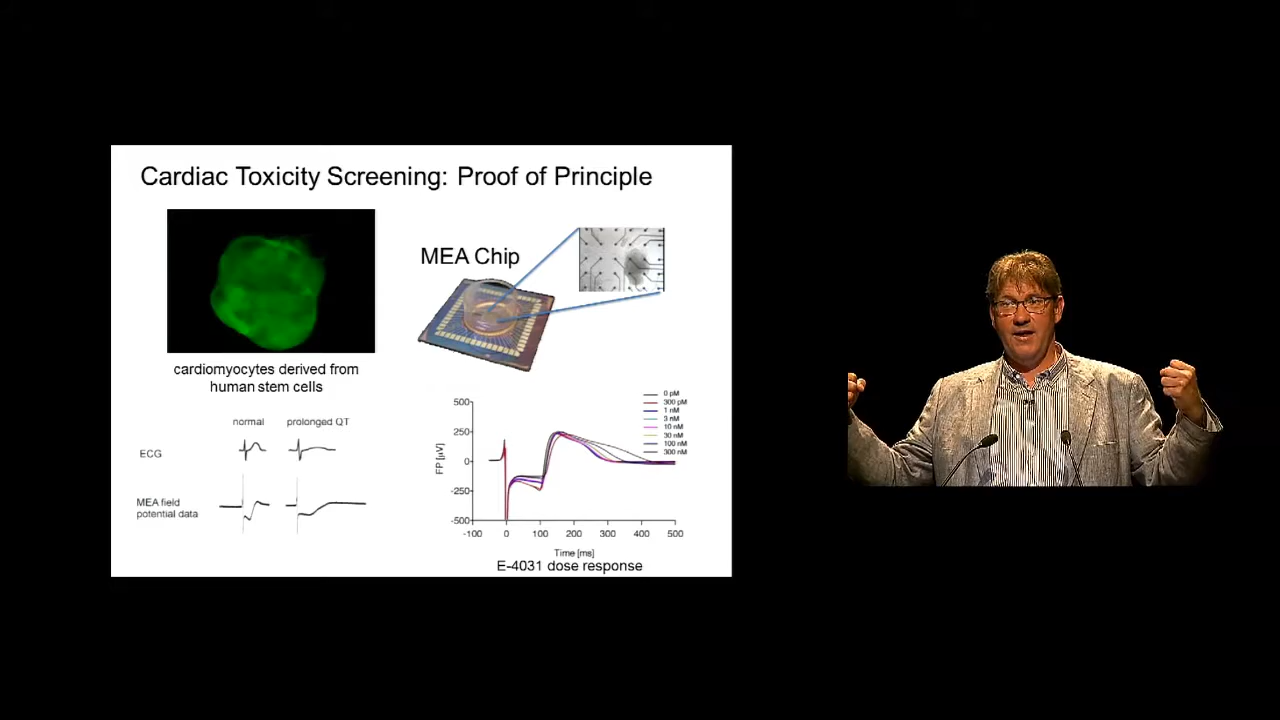 Cardiac Toxicity Screening: Proof of Principle
MEA Chip
cardiomyocytes derived from
human stem cells
normal
prolonged QT
ECG
MEA field
potential data
0 pM
300 pM
1 nM
3 nM
10 nM
30 nM
100 nM
300 nM
500
250
0
-250
-500
FP [µV]
-100
0
100
200
300
400
500
Time [ms]
E-4031 dose response